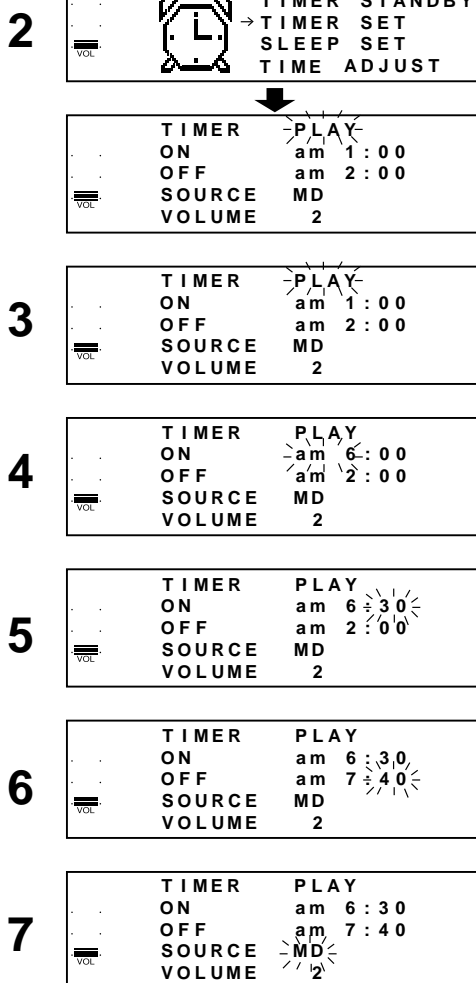 TIMER STANDBY
2
→TIMER SET
SLEEP SET
VOL
TIME ADJUST
TIMER PLAY
ON am 1:00
OFF am 2:00
SOURCE MD
VOL
VOLUME 2
3
TIMER PLAY
ON am 1:00
OFF am 2:00
SOURCE MD
VOL
VOLUME 2
4
TIMER PLAY
ON am 6:00
OFF am 2:00
SOURCE MD
VOL
VOLUME 2
5
TIMER PLAY
ON am 6:30
OFF am 2:00
SOURCE MD
VOL
VOLUME 2
6
TIMER PLAY
ON am 6:30
OFF am 7:40
SOURCE MD
VOL
VOLUME 2
7
TIMER PLAY
ON am 6:30
OFF am 7:40
SOURCE MD
VOL
VOLUME 2